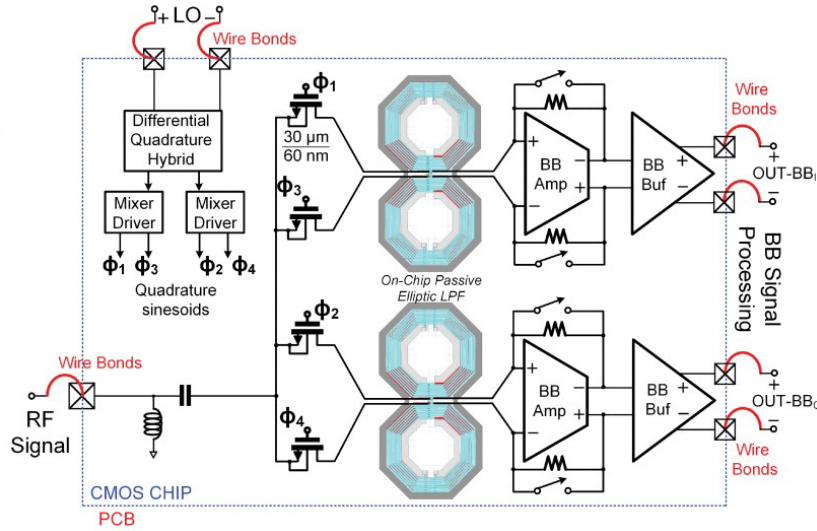 + LO −
Wire Bonds
Differential
Quadrature
Hybrid
Mixer
Driver
Mixer
Driver
Φ1 Φ3
Φ2 Φ4
Quadrature
sinesoids
Φ1
30 µm
60 nm
Φ3
On-Chip Passive
Elliptic LPF
+
−
BB
Amp
−
+
BB
Buf
+
−
Wire
Bonds
+
OUT-BBI
−
BB Signal
Processing
Φ2
Φ4
+
−
BB
Amp
−
+
BB
Buf
+
−
+
OUT-BBQ
−
Wire
Bonds
Wire Bonds
RF
Signal
CMOS CHIP
PCB